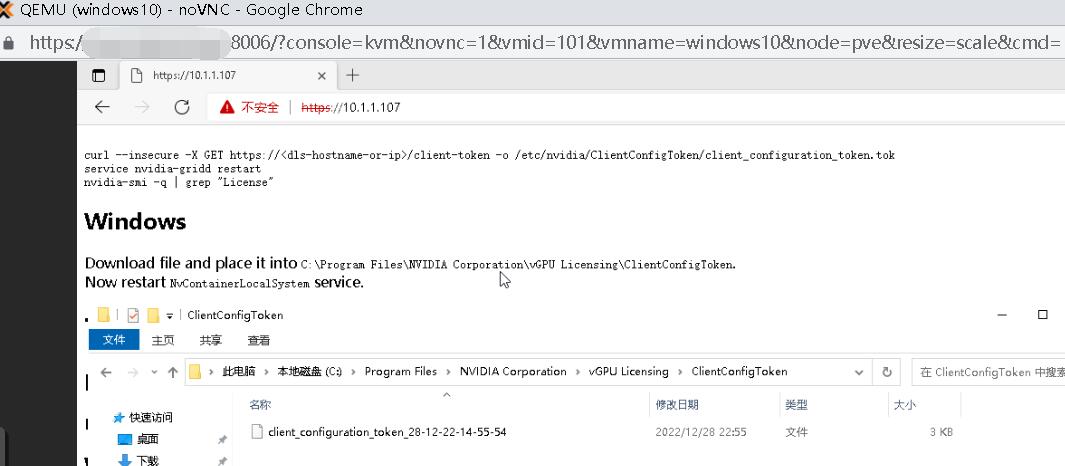 QEMU (windows10) - noVNC - Google Chrome
https:/ 8006/?console=kvm&novnc=1&vmid=101&vmname=windows10&node=pve&resize=scale&cmd=
https://10.1.1.107
不安全 | https://10.1.1.107
curl --insecure -X GET https://<dls-hostname-or-ip>/client-token -o /etc/nvidia/ClientConfigToken/client_configuration_token.tok
service nvidia-gridd restart
nvidia-smi -q | grep "License"
Windows
Download file and place it into C:\Program Files\NVIDIA Corporation\vGPU Licensing\ClientConfigToken.
Now restart NvContainerLocalSystem service.
ClientConfigToken
文件 主页 共享 查看
此电脑 › 本地磁盘 (C:) › Program Files › NVIDIA Corporation › vGPU Licensing › ClientConfigToken
在 ClientConfigToken 中搜索
名称 修改日期 类型 大小
快速访问
client_configuration_token_28-12-22-14-55-54 2022/12/28 22:55 文件 3 KB
桌面
下载